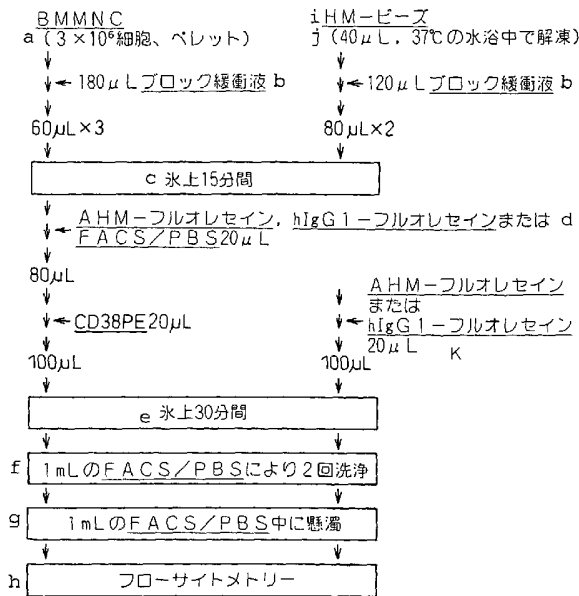 BMMNC
a (3×10⁶細胞、ペレット)
180μLブロック緩衝液 b
60μL×3
iHM-ビーズ
j (40μL, 37℃の水浴中で解凍)
120μLブロック緩衝液 b
80μL×2
c 氷上15分間
AHM-フルオレセイン, hIgG1-フルオレセインまたは d
FACS/PBS20μL
80μL
CD38PE20μL
100μL
AHM-フルオレセイン
または
hIgG1-フルオレセイン
20μL K
100μL
e 氷上30分間
f 1mLのFACS/PBSにより2回洗浄
g 1mLのFACS/PBS中に懸濁
h フローサイトメトリー